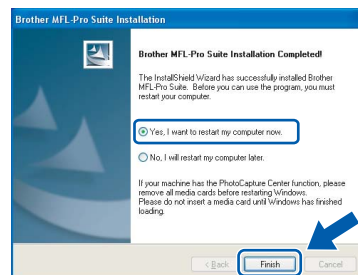 Brother MFL-Pro Suite Installation
Brother MFL-Pro Suite Installation Completed!
The InstallShield Wizard has successfully installed Brother
MFL-Pro Suite. Before you can use the program, you must
restart your computer.
Yes, I want to restart my computer now.
No, I will restart my computer later.
If your machine has the PhotoCapture Center function, please
remove all media cards before restarting Windows.
Please do not insert a media card until Windows has finished
loading.
< Back Finish Cancel